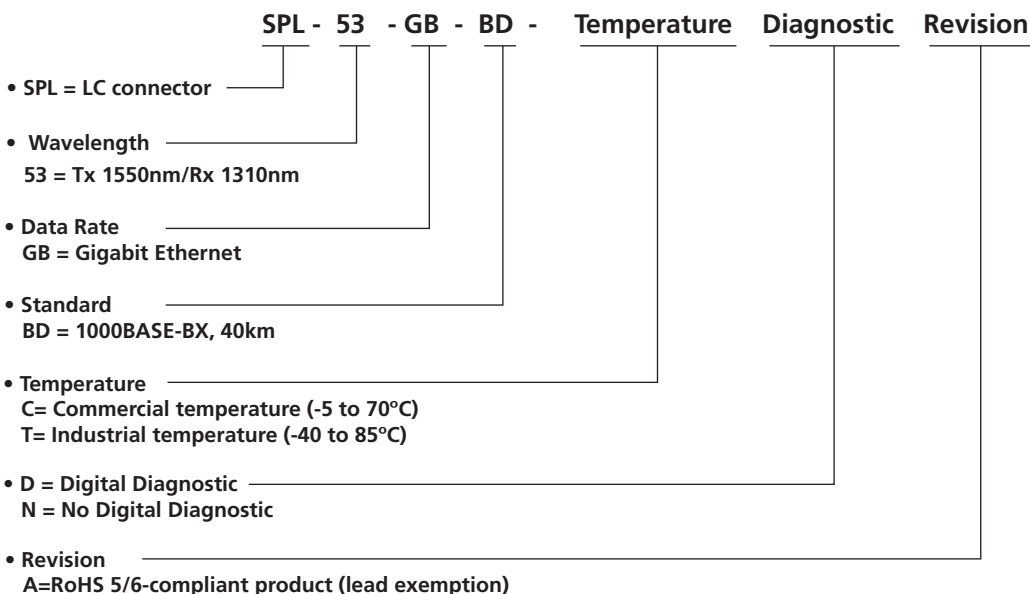 SPL - 53 - GB - BD - Temperature Diagnostic Revision
• SPL = LC connector
• Wavelength
53 = Tx 1550nm/Rx 1310nm
• Data Rate
GB = Gigabit Ethernet
• Standard
BD = 1000BASE-BX, 40km
• Temperature
C= Commercial temperature (-5 to 70ºC)
T= Industrial temperature (-40 to 85ºC)
• D = Digital Diagnostic
N = No Digital Diagnostic
• Revision
A=RoHS 5/6-compliant product (lead exemption)